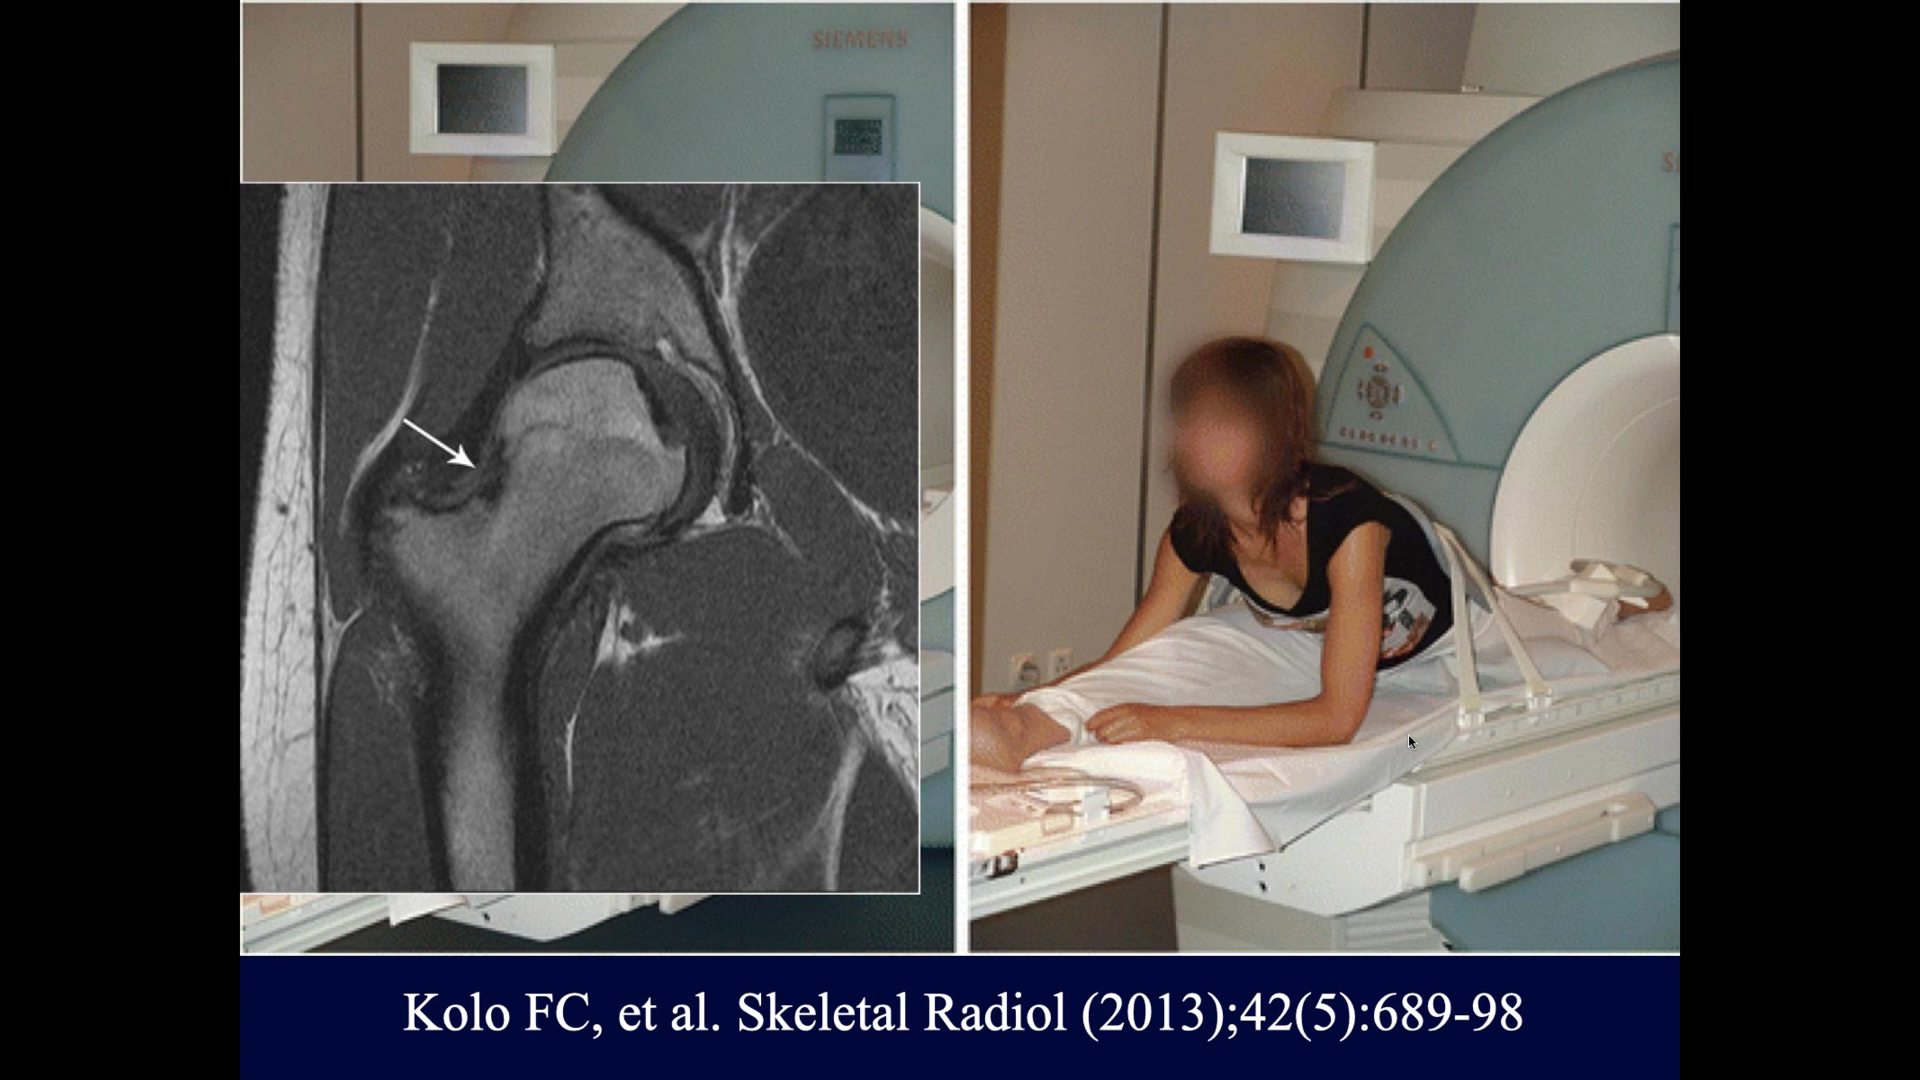 SIEMENS
S
Kolo FC, et al. Skeletal Radiol (2013);42(5):689-98